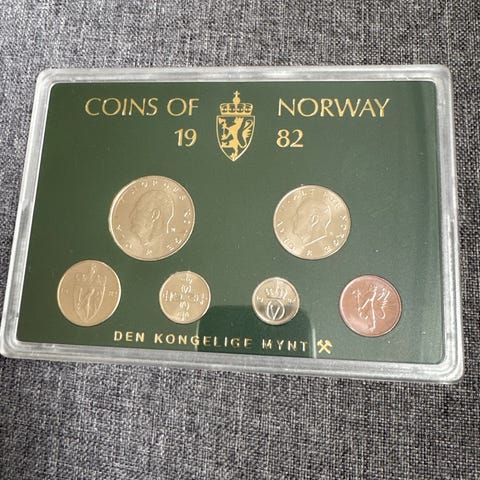 COINS OF NORWAY
19 82
DEN KONGELIGE MYNT